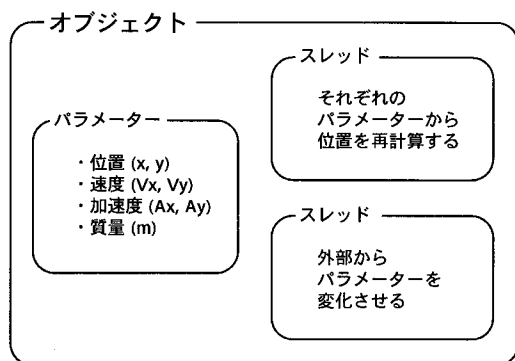 オブジェクト
パラメーター
・位置 (x, y)
・速度 (Vx, Vy)
・加速度 (Ax, Ay)
・質量 (m)
スレッド
それぞれの
パラメーターから
位置を再計算する
スレッド
外部から
パラメーターを
変化させる